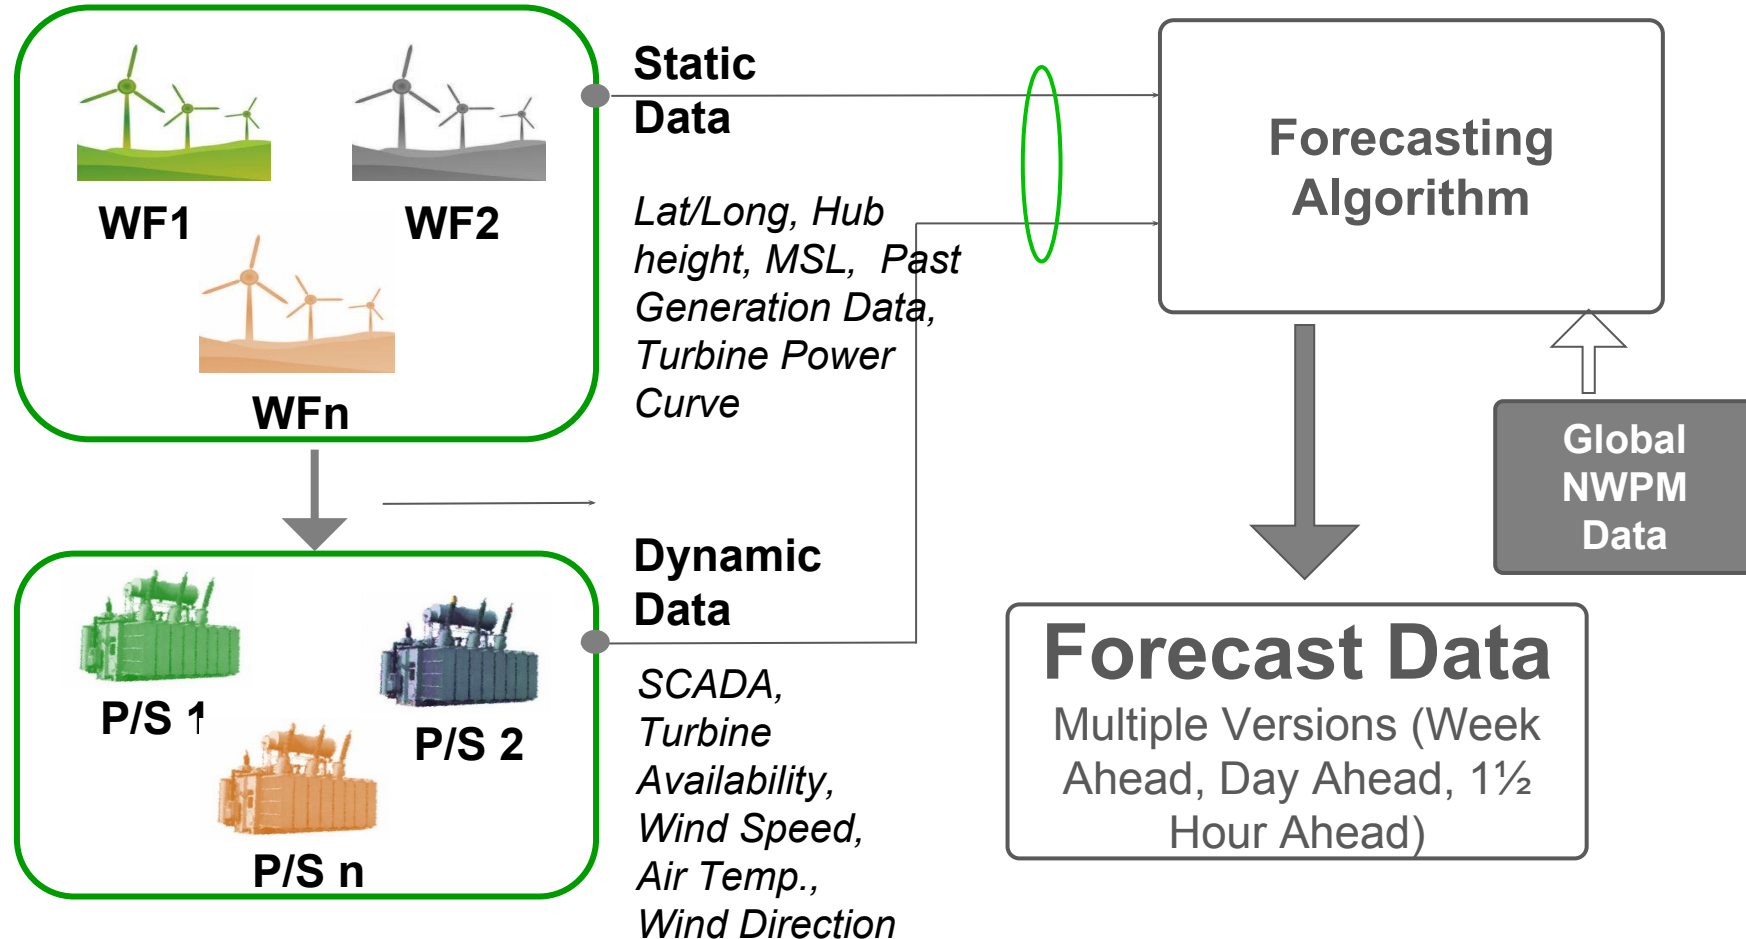 WF1
WF2
WFn
Static
Data
Lat/Long, Hub
height, MSL,  Past
Generation Data,
Turbine Power
Curve
Forecasting
Algorithm
Global
NWPM
Data
P/S 1
P/S 2
P/S n
Dynamic
Data
SCADA,
Turbine
Availability,
Wind Speed,
Air Temp.,
Wind Direction
Forecast Data
Multiple Versions (Week
Ahead, Day Ahead, 1½
Hour Ahead)